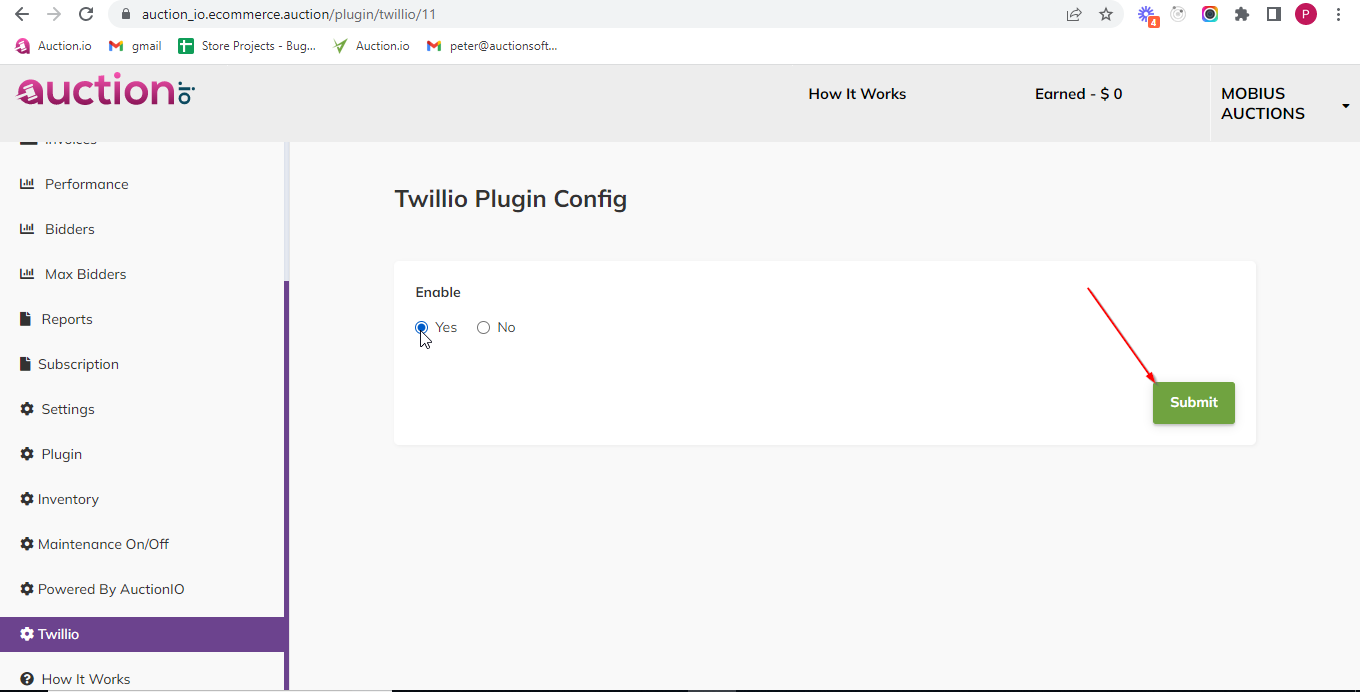 auction_io.ecommerce.auction/plugin/twillio/11
4
P
Auction.io
gmail
Store Projects - Bug...
Auction.io
peter@auctionsoft...
auction io
How It Works
Earned - $ 0
MOBIUS
AUCTIONS
Invoices
Performance
Bidders
Max Bidders
Reports
Subscription
Settings
Plugin
Inventory
Maintenance On/Off
Powered By AuctionIO
Twillio
How It Works
Twillio Plugin Config
Enable
Yes No
Submit